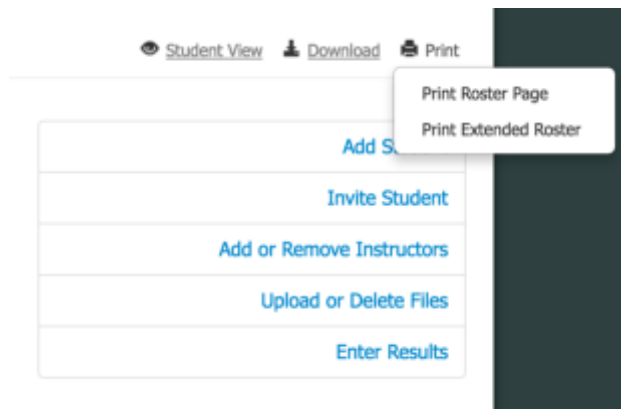 Student View Download Print
Print Roster Page
Print Extended Roster
Add
Invite Student
Add or Remove Instructors
Upload or Delete Files
Enter Results